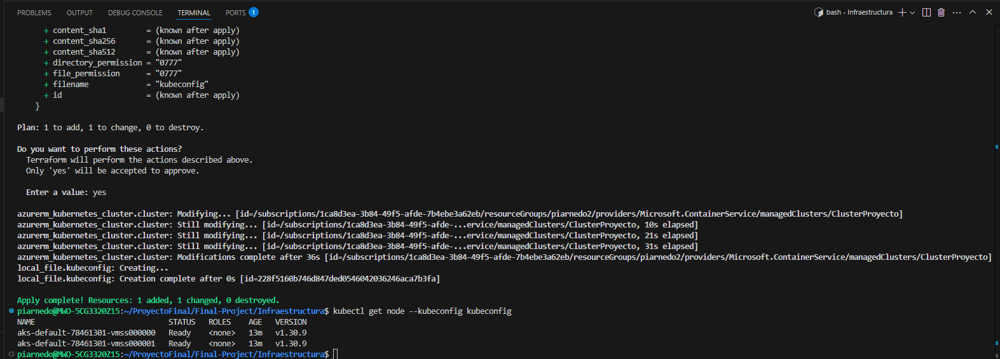 PROBLEMS OUTPUT DEBUG CONSOLE TERMINAL PORTS 1 bash - Infraestructura
+ content_sha1 = (known after apply)
+ content_sha256 = (known after apply)
+ content_sha512 = (known after apply)
+ directory_permission = "0777"
+ file_permission = "0777"
+ filename = "kubeconfig"
+ id = (known after apply)
}
Plan: 1 to add, 1 to change, 0 to destroy.
Do you want to perform these actions?
Terraform will perform the actions described above.
Only 'yes' will be accepted to approve.
Enter a value: yes
azurerm_kubernetes_cluster.cluster: Modifying... [id=/subscriptions/1ca8d3ea-3b84-49f5-afde-7b4ebe3a62eb/resourceGroups/piarnedo2/providers/Microsoft.ContainerService/managedClusters/ClusterProyecto]
azurerm_kubernetes_cluster.cluster: Still modifying... [id=/subscriptions/1ca8d3ea-3b84-49f5-afde-...ervice/managedClusters/ClusterProyecto, 10s elapsed]
azurerm_kubernetes_cluster.cluster: Still modifying... [id=/subscriptions/1ca8d3ea-3b84-49f5-afde-...ervice/managedClusters/ClusterProyecto, 21s elapsed]
azurerm_kubernetes_cluster.cluster: Still modifying... [id=/subscriptions/1ca8d3ea-3b84-49f5-afde-...ervice/managedClusters/ClusterProyecto, 31s elapsed]
azurerm_kubernetes_cluster.cluster: Modifications complete after 36s [id=/subscriptions/1ca8d3ea-3b84-49f5-afde-7b4ebe3a62eb/resourceGroups/piarnedo2/providers/Microsoft.ContainerService/managedClusters/ClusterProyecto]
local_file.kubeconfig: Creating...
local_file.kubeconfig: Creation complete after 0s [id=228f5160b746d847ded0546042036246aca7b3fa]
Apply complete! Resources: 1 added, 1 changed, 0 destroyed.
piarnedo@MWO-5CG3320Z15:~/ProyectoFinal/Final-Project/Infraestructura$ kubectl get node --kubeconfig kubeconfig
NAME STATUS ROLES AGE VERSION
aks-default-78461301-vmss000000 Ready <none> 13m v1.30.9
aks-default-78461301-vmss000001 Ready <none> 13m v1.30.9
piarnedo@MWO-5CG3320Z15:~/ProyectoFinal/Final-Project/Infraestructura$